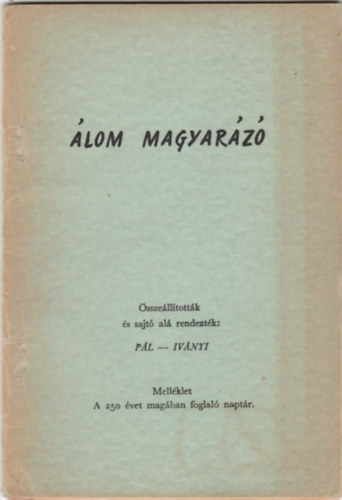 ÁLOM MAGYARÁZÓ
Összeállították
és sajtó alá rendezték:
PÁL — IVÁNYI
Melléklet
A 250 évet magában foglaló naptár.